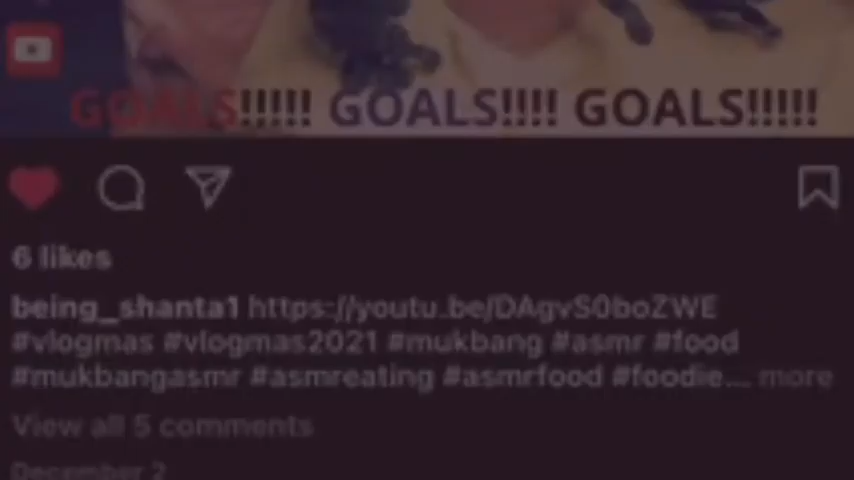 GOALS!!!!! GOALS!!!! GOALS!!!!!
6 likes
being_shanta1 https://youtu.be/DAgvS0boZWE
#vlogmas #vlogmas2021 #mukbang #asmr #food
#mukbangasmr #asmreating #asmrfood #foodie... more
View all 5 comments
December 2